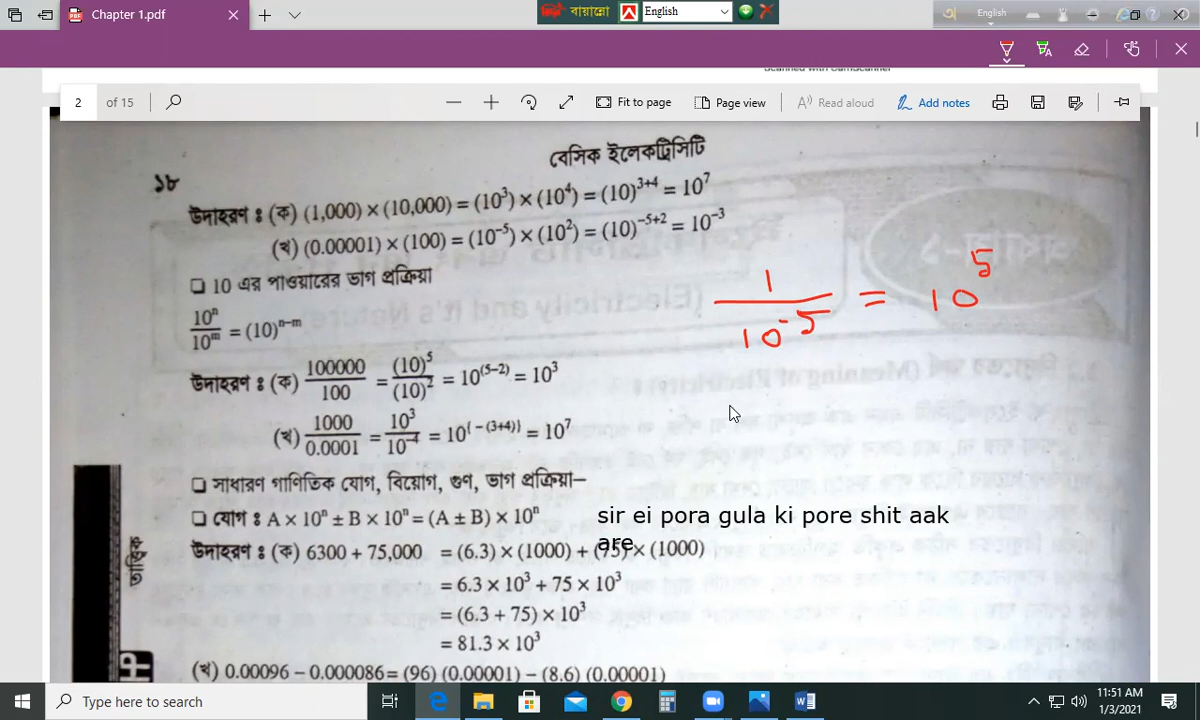 Chapter 1.pdf
বায়ান্নো
English
English
2 of 15
Fit to page
Page view
Read aloud
Add notes
বেসিক ইলেকট্রিসিটি
১৮
উদাহরণ ঃ (ক) (1,000) × (10,000) = (10³) × (10⁴) = (10)³⁺⁴ = 10⁷
(খ) (0.00001) × (100) = (10⁻⁵) × (10²) = (10)⁻⁵⁺² = 10⁻³
❑ 10 এর পাওয়ারের ভাগ প্রক্রিয়া
10ⁿ/10ᵐ = (10)ⁿ⁻ᵐ
1/10⁻⁵ = 10⁵
উদাহরণ ঃ (ক) 100000/100 = (10)⁵/(10)² = 10⁽⁵⁻²⁾ = 10³
(খ) 1000/0.0001 = 10³/10⁻⁴ = 10^{-(3+4)} = 10⁷
❑ সাধারণ গাণিতিক যোগ, বিয়োগ, গুণ, ভাগ প্রক্রিয়া–
❑ যোগ ঃ A × 10ⁿ ± B × 10ⁿ = (A ± B) × 10ⁿ
sir ei pora gula ki pore shit aak
are
উদাহরণ ঃ (ক) 6300 + 75,000 = (6.3) × (1000) + (75) × (1000)
= 6.3 × 10³ + 75 × 10³
= (6.3 + 75) × 10³
= 81.3 × 10³
(খ) 0.00096 – 0.000086 = (96) (0.00001) – (8.6) (0.00001)
তাত্ত্বিক
P
Type here to search
11:51 AM
1/3/2021